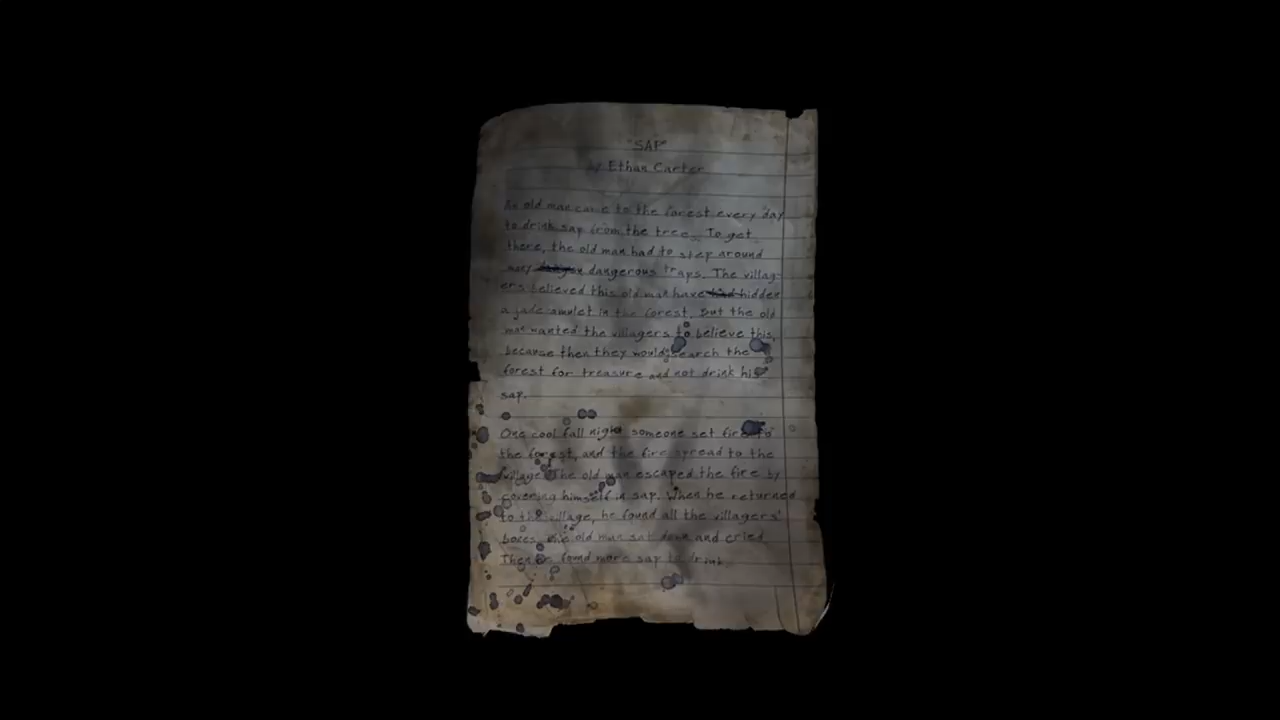 "SAP"
by Ethan Carter
An old man came to the forest every day
to drink sap from the trees. To get
there, the old man had to step around
many dangerous traps. The villag-
ers believed this old man have hidden
a jade amulet in the forest. But the old
man wanted the villagers to believe this,
because then they would search the
forest for treasure and not drink his
sap.
One cool fall night someone set fire to
the forest, and the fire spread to the
village. The old man escaped the fire by
covering himself in sap. When he returned
to the village, he found all the villagers'
bones. The old man sat down and cried.
Then he found more sap to drink.